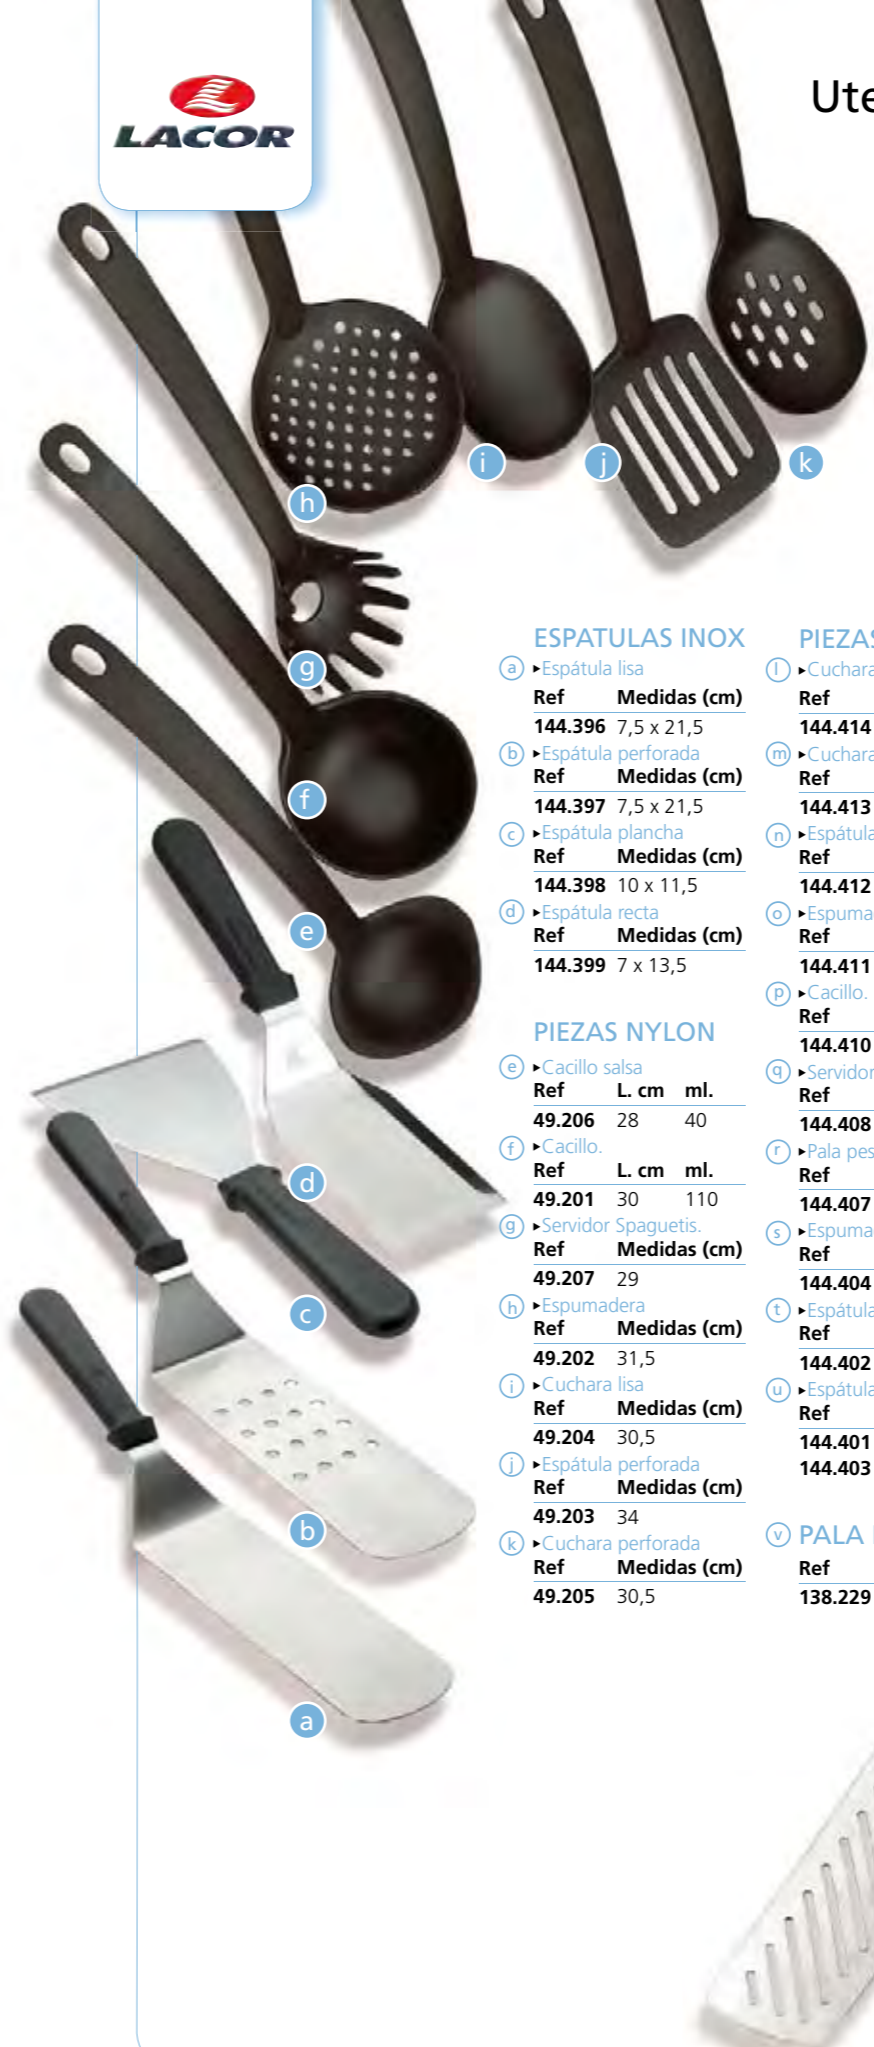 LACOR
Ute
h
i
j
k
g
f
e
d
c
b
a
ESPATULAS INOX
a ▸Espátula lisa
Ref Medidas (cm)
144.396 7,5 x 21,5
b ▸Espátula perforada
Ref Medidas (cm)
144.397 7,5 x 21,5
c ▸Espátula plancha
Ref Medidas (cm)
144.398 10 x 11,5
d ▸Espátula recta
Ref Medidas (cm)
144.399 7 x 13,5
PIEZAS NYLON
e ▸Cacillo salsa
Ref L. cm ml.
49.206 28 40
f ▸Cacillo.
Ref L. cm ml.
49.201 30 110
g ▸Servidor Spaguetis.
Ref Medidas (cm)
49.207 29
h ▸Espumadera
Ref Medidas (cm)
49.202 31,5
i ▸Cuchara lisa
Ref Medidas (cm)
49.204 30,5
j ▸Espátula perforada
Ref Medidas (cm)
49.203 34
k ▸Cuchara perforada
Ref Medidas (cm)
49.205 30,5
PIEZAS
l ▸Cuchara
Ref
144.414
m ▸Cuchara
Ref
144.413
n ▸Espátula
Ref
144.412
o ▸Espuma
Ref
144.411
p ▸Cacillo.
Ref
144.410
q ▸Servidor
Ref
144.408
r ▸Pala pes
Ref
144.407
s ▸Espuma
Ref
144.404
t ▸Espátula
Ref
144.402
u ▸Espátula
Ref
144.401
144.403
v PALA
Ref
138.229